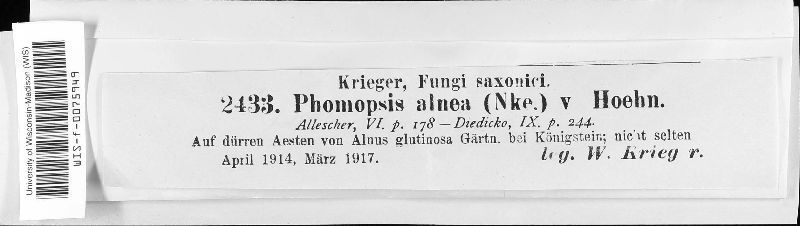 Krieger, Fungi saxonici.
2433. Phomopsis alnea (Nke.) v Hoehn.
Allescher, VI. p. 178 — Diedicke, IX. p. 244.
Auf dürren Aesten von Alnus glutinosa Gärtn. bei Königstein; nicht selten
April 1914, März 1917. leg. W. Krieg r.
University of Wisconsin-Madison (WIS)
WIS-f-0075949